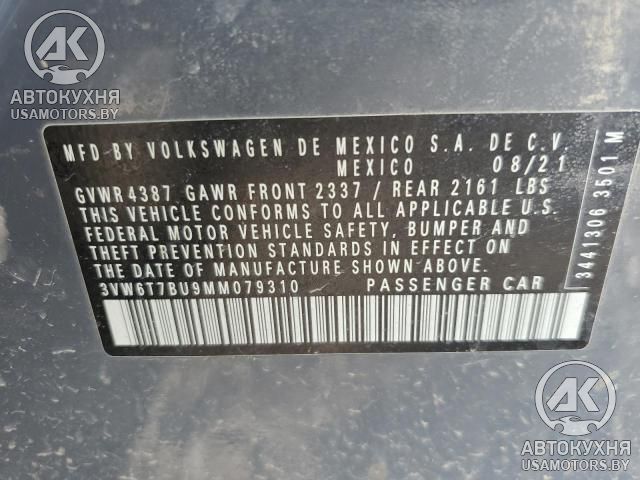 AK
АВТОКУХНЯ
USAMOTORS.BY
MFD BY VOLKSWAGEN DE MEXICO S.A. DE C.V.
MEXICO 08/21
GVWR 4387 GAWR FRONT 2337 / REAR 2161 LBS
THIS VEHICLE CONFORMS TO ALL APPLICABLE U.S.
FEDERAL MOTOR VEHICLE SAFETY, BUMPER AND
THEFT PREVENTION STANDARDS IN EFFECT ON
THE DATE OF MANUFACTURE SHOWN ABOVE.
3VW6T7BU9MM079310 PASSENGER CAR
3501 M
AK
АВТОКУХНЯ
USAMOTORS.BY